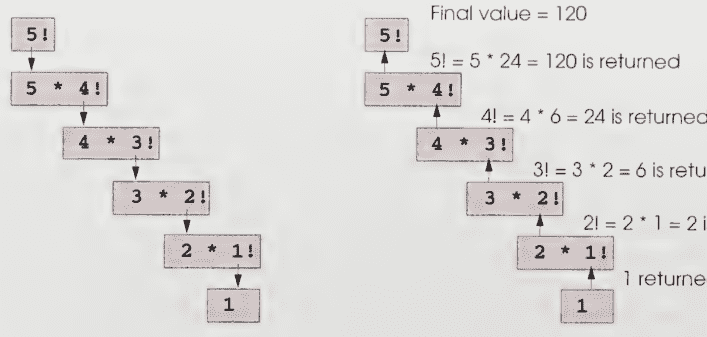 5!
5 * 4!
4 * 3!
3 * 2!
2 * 1!
1
Final value = 120
5!
5! = 5 * 24 = 120 is returned
5 * 4!
4! = 4 * 6 = 24 is returned
4 * 3!
3! = 3 * 2 = 6 is
3 * 2!
2! = 2 * 1 = 2
2 * 1!
1
1